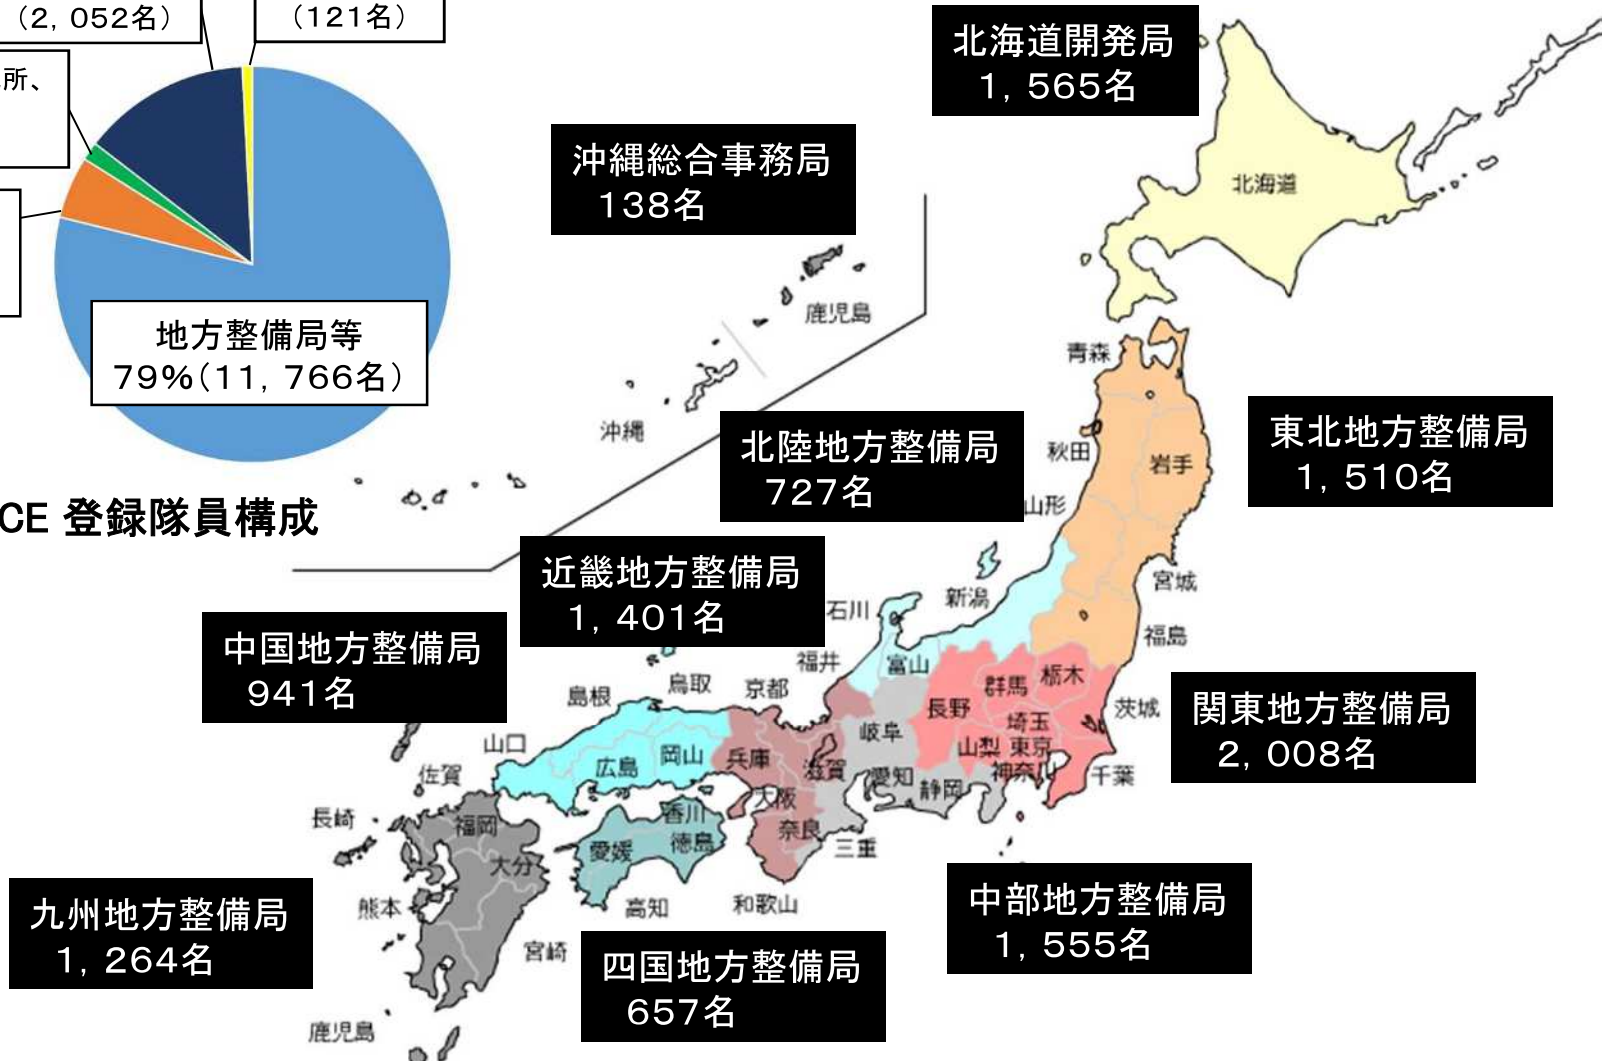 （2，052名）
（121名）
所、
地方整備局等
79%（11，766名）
CE 登録隊員構成
北海道開発局
1，565名
沖縄総合事務局
138名
北海道
鹿児島
沖縄
青森
秋田
岩手
山形
宮城
福島
東北地方整備局
1，510名
北陸地方整備局
727名
近畿地方整備局
1，401名
中国地方整備局
941名
石川
新潟
福井
富山
群馬
栃木
長野
埼玉
茨城
山梨
東京
神奈川
千葉
関東地方整備局
2，008名
島根
鳥取
京都
岐阜
山口
広島
岡山
兵庫
滋賀
愛知
静岡
佐賀
大阪
長崎
福岡
香川
奈良
三重
愛媛
徳島
大分
熊本
高知
和歌山
宮崎
鹿児島
中部地方整備局
1，555名
九州地方整備局
1，264名
四国地方整備局
657名